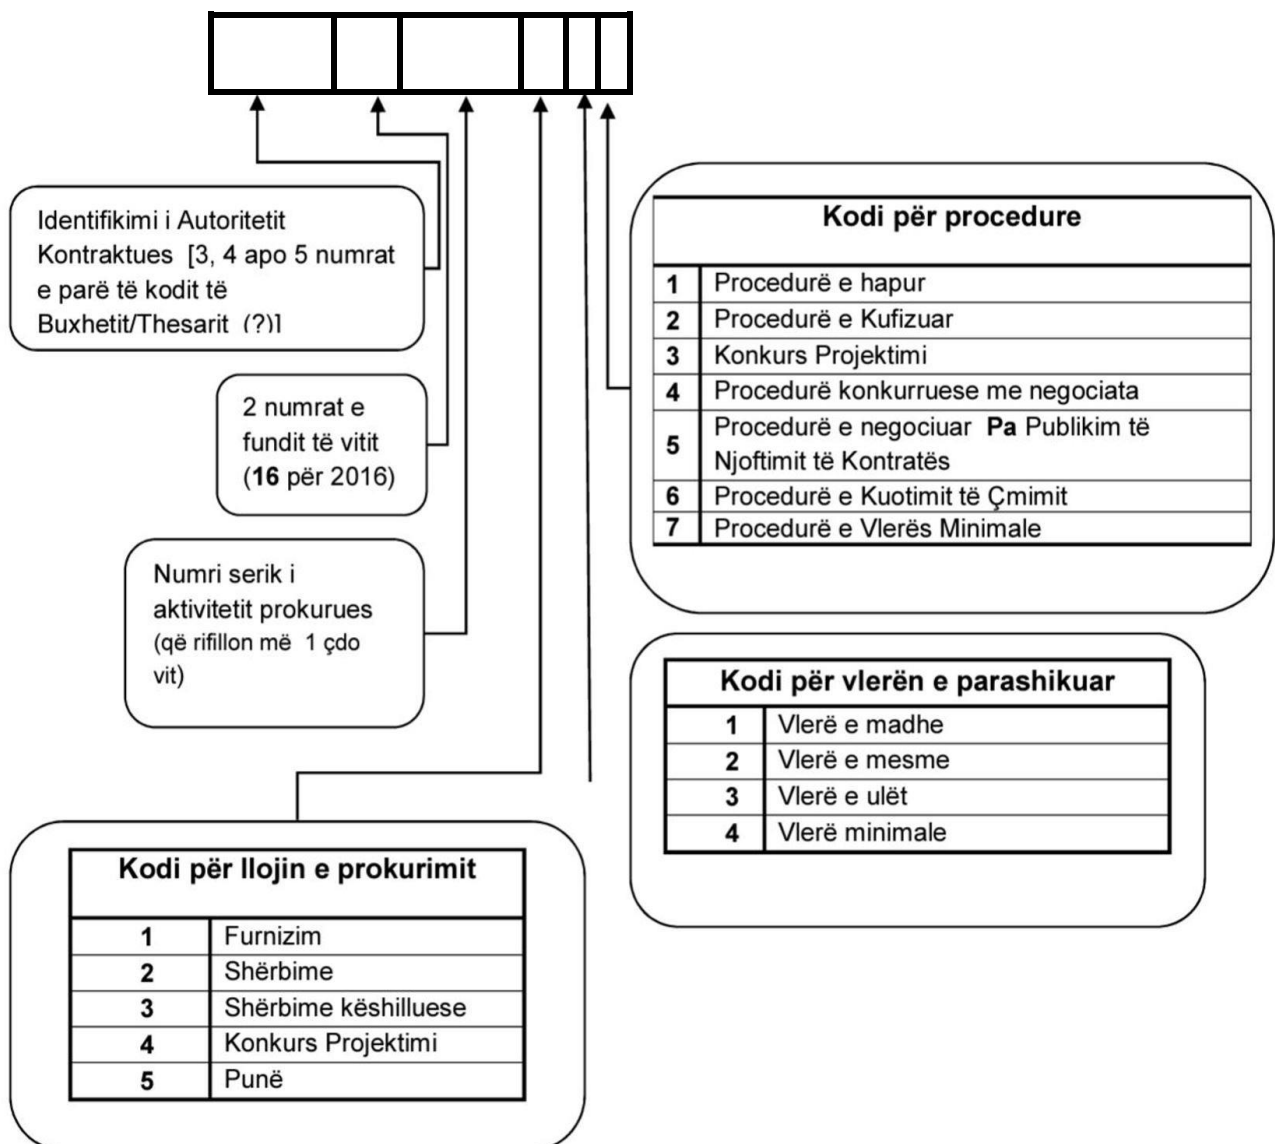 Identifikimi i Autoritetit
Kontraktues [3, 4 apo 5 numrat
e parë të kodit të
Buxhetit/Thesarit (?)]
2 numrat e
fundit të vitit
(16 për 2016)
Numri serik i
aktivitetit prokurues
(që rifillon më 1 çdo
vit)
Kodi për procedure
1 Procedurë e hapur
2 Procedurë e Kufizuar
3 Konkurs Projektimi
4 Procedurë konkurruese me negociata
5 Procedurë e negociuar Pa Publikim të
Njoftimit të Kontratës
6 Procedurë e Kuotimit të Çmimit
7 Procedurë e Vlerës Minimale
Kodi për vlerën e parashikuar
1 Vlerë e madhe
2 Vlerë e mesme
3 Vlerë e ulët
4 Vlerë minimale
Kodi për llojin e prokurimit
1 Furnizim
2 Shërbime
3 Shërbime këshilluese
4 Konkurs Projektimi
5 Punë